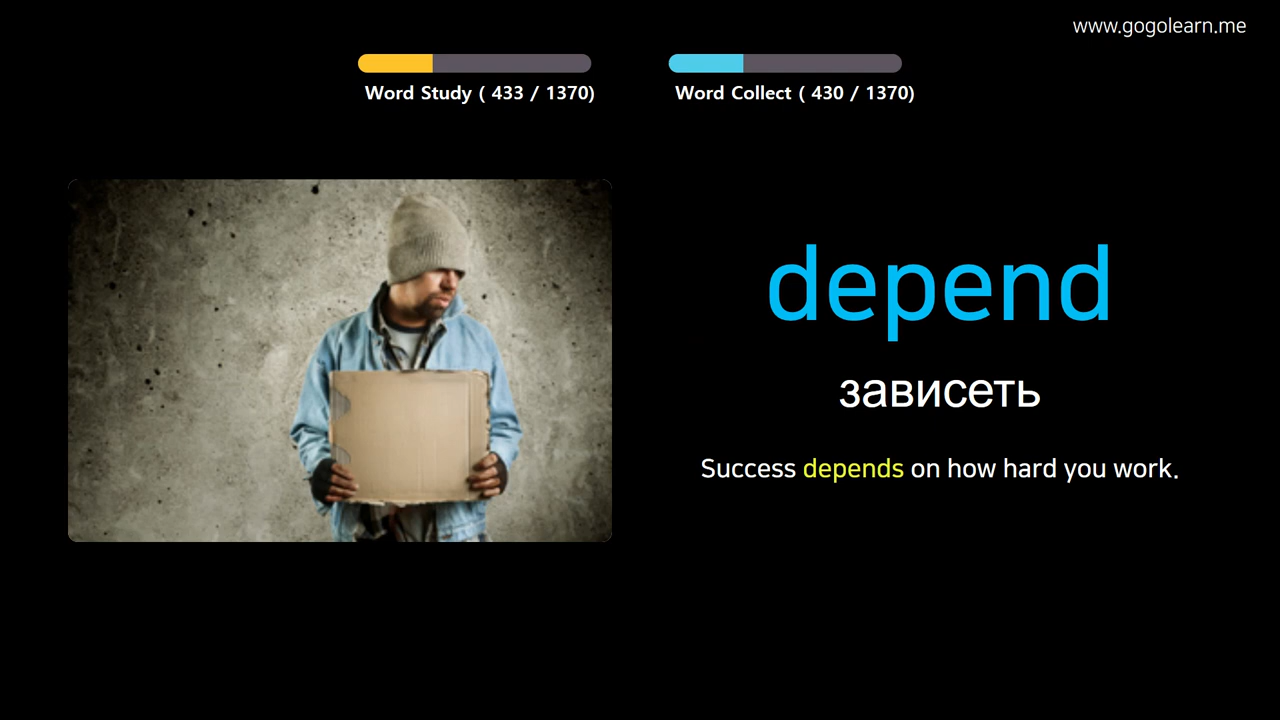 www.gogolearn.me
Word Study ( 433 / 1370)
Word Collect ( 430 / 1370)
depend
зависеть
Success depends on how hard you work.